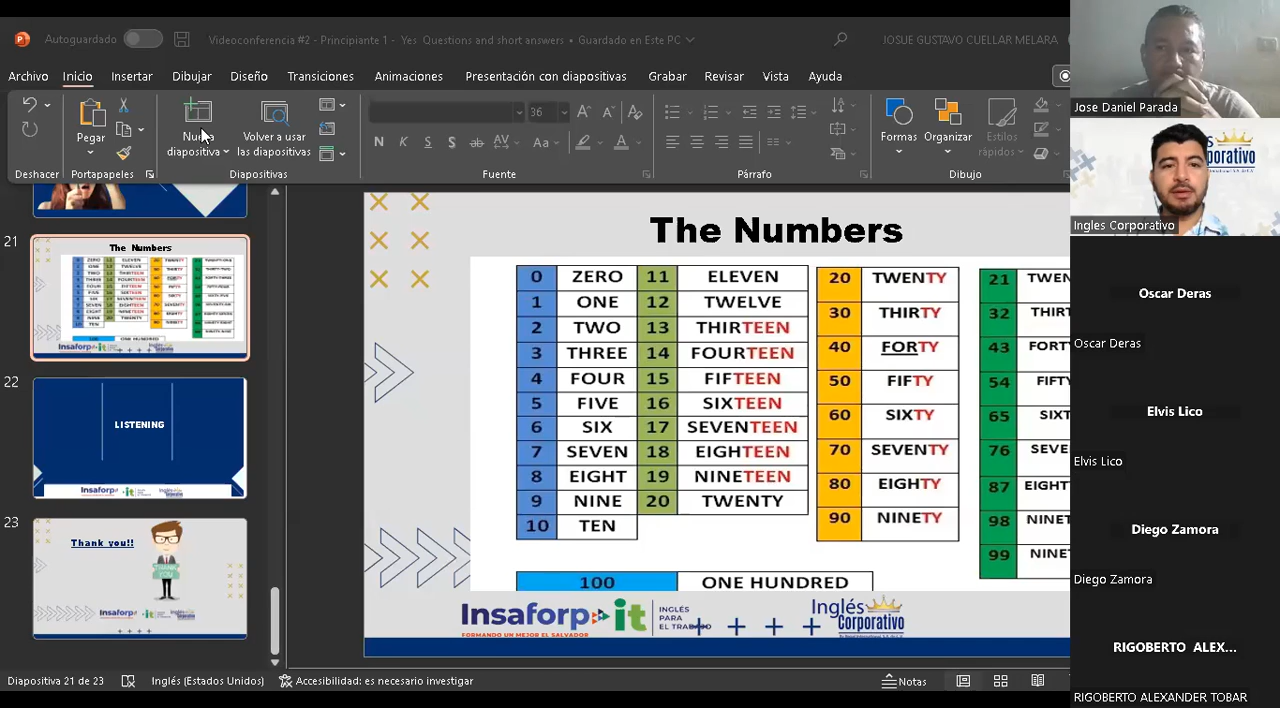 Autoguardado
Videoconferencia #2 - Principiante 1 - Yes Questions and short answers • Guardado en Este PC
JOSUE GUSTAVO CUELLAR MELARA
Archivo Inicio Insertar Dibujar Diseño Transiciones Animaciones Presentación con diapositivas Grabar Revisar Vista Ayuda
36
Pegar
Nueva diapositiva
Volver a usar las diapositivas
N K S S ab AV Aa A
Formas Organizar Estilos rápidos
Deshacer Portapapeles Diapositivas Fuente Párrafo Dibujo
21
The Numbers
22
LISTENING
23
Thank you!!
THANK YOU
The Numbers
0 ZERO 11 ELEVEN 20 TWENTY 21 TWEN
1 ONE 12 TWELVE 30 THIRTY 32 THIRT
2 TWO 13 THIRTEEN
3 THREE 14 FOURTEEN 40 FORTY 43 FORTY
4 FOUR 15 FIFTEEN 50 FIFTY 54 FIFTY
5 FIVE 16 SIXTEEN 60 SIXTY 65 SIXT
6 SIX 17 SEVENTEEN
7 SEVEN 18 EIGHTEEN 70 SEVENTY 76 SEVE
8 EIGHT 19 NINETEEN 80 EIGHTY 87 EIGHT
9 NINE 20 TWENTY 90 NINETY 98 NINET
10 TEN 99 NINET
100 ONE HUNDRED
Insaforp it INGLÉS PARA EL TRABAJO Inglés Corporativo
FORMANDO UN MEJOR EL SALVADOR
Diapositiva 21 de 23 Inglés (Estados Unidos) Accesibilidad: es necesario investigar Notas
Jose Daniel Parada
Ingles Corporativo
Oscar Deras
Oscar Deras
Elvis Lico
Elvis Lico
Diego Zamora
Diego Zamora
RIGOBERTO ALEX...
RIGOBERTO ALEXANDER TOBAR